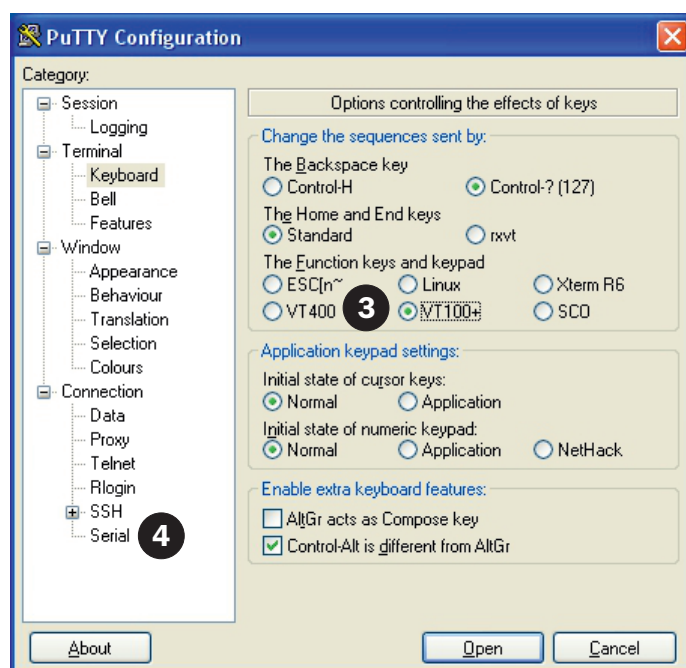 PuTTY Configuration
Category:
Session
Logging
Terminal
Keyboard
Bell
Features
Window
Appearance
Behaviour
Translation
Selection
Colours
Connection
Data
Proxy
Telnet
Rlogin
SSH
Serial 4
Options controlling the effects of keys
Change the sequences sent by:
The Backspace key
Control-H Control-? (127)
The Home and End keys
Standard rxvt
The Function keys and keypad
ESC[n~ Linux Xterm R6
VT400 3 VT100+ SCO
Application keypad settings:
Initial state of cursor keys:
Normal Application
Initial state of numeric keypad:
Normal Application NetHack
Enable extra keyboard features:
AltGr acts as Compose key
Control-Alt is different from AltGr
About Open Cancel